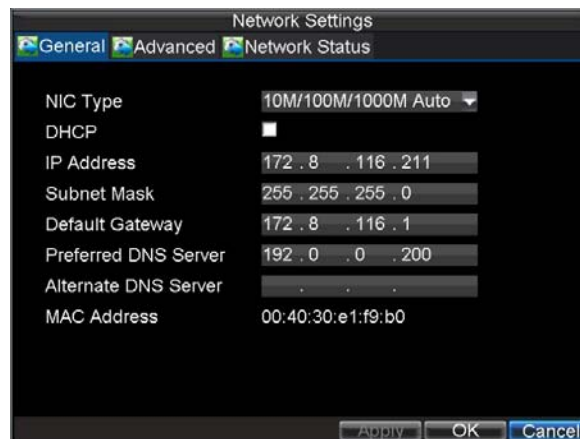 Network Settings
General Advanced Network Status
NIC Type 10M/100M/1000M Auto
DHCP
IP Address 172 . 8 . 116 . 211
Subnet Mask 255 . 255 . 255 . 0
Default Gateway 172 . 8 . 116 . 1
Preferred DNS Server 192 . 0 . 0 . 200
Alternate DNS Server . . .
MAC Address 00:40:30:e1:f9:b0
Apply OK Cancel